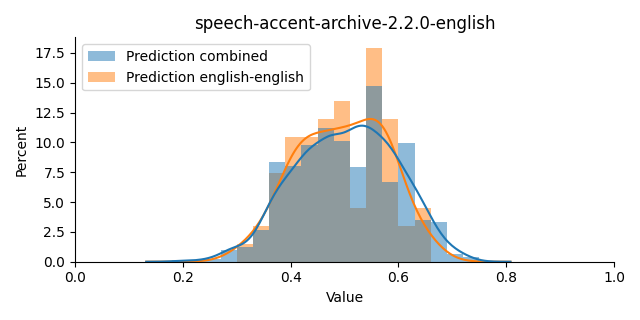 speech-accent-archive-2.2.0-english
Prediction combined
Prediction english-english
Percent
17.5
15.0
12.5
10.0
7.5
5.0
2.5
0.0
0.0 0.2 0.4 0.6 0.8 1.0
Value